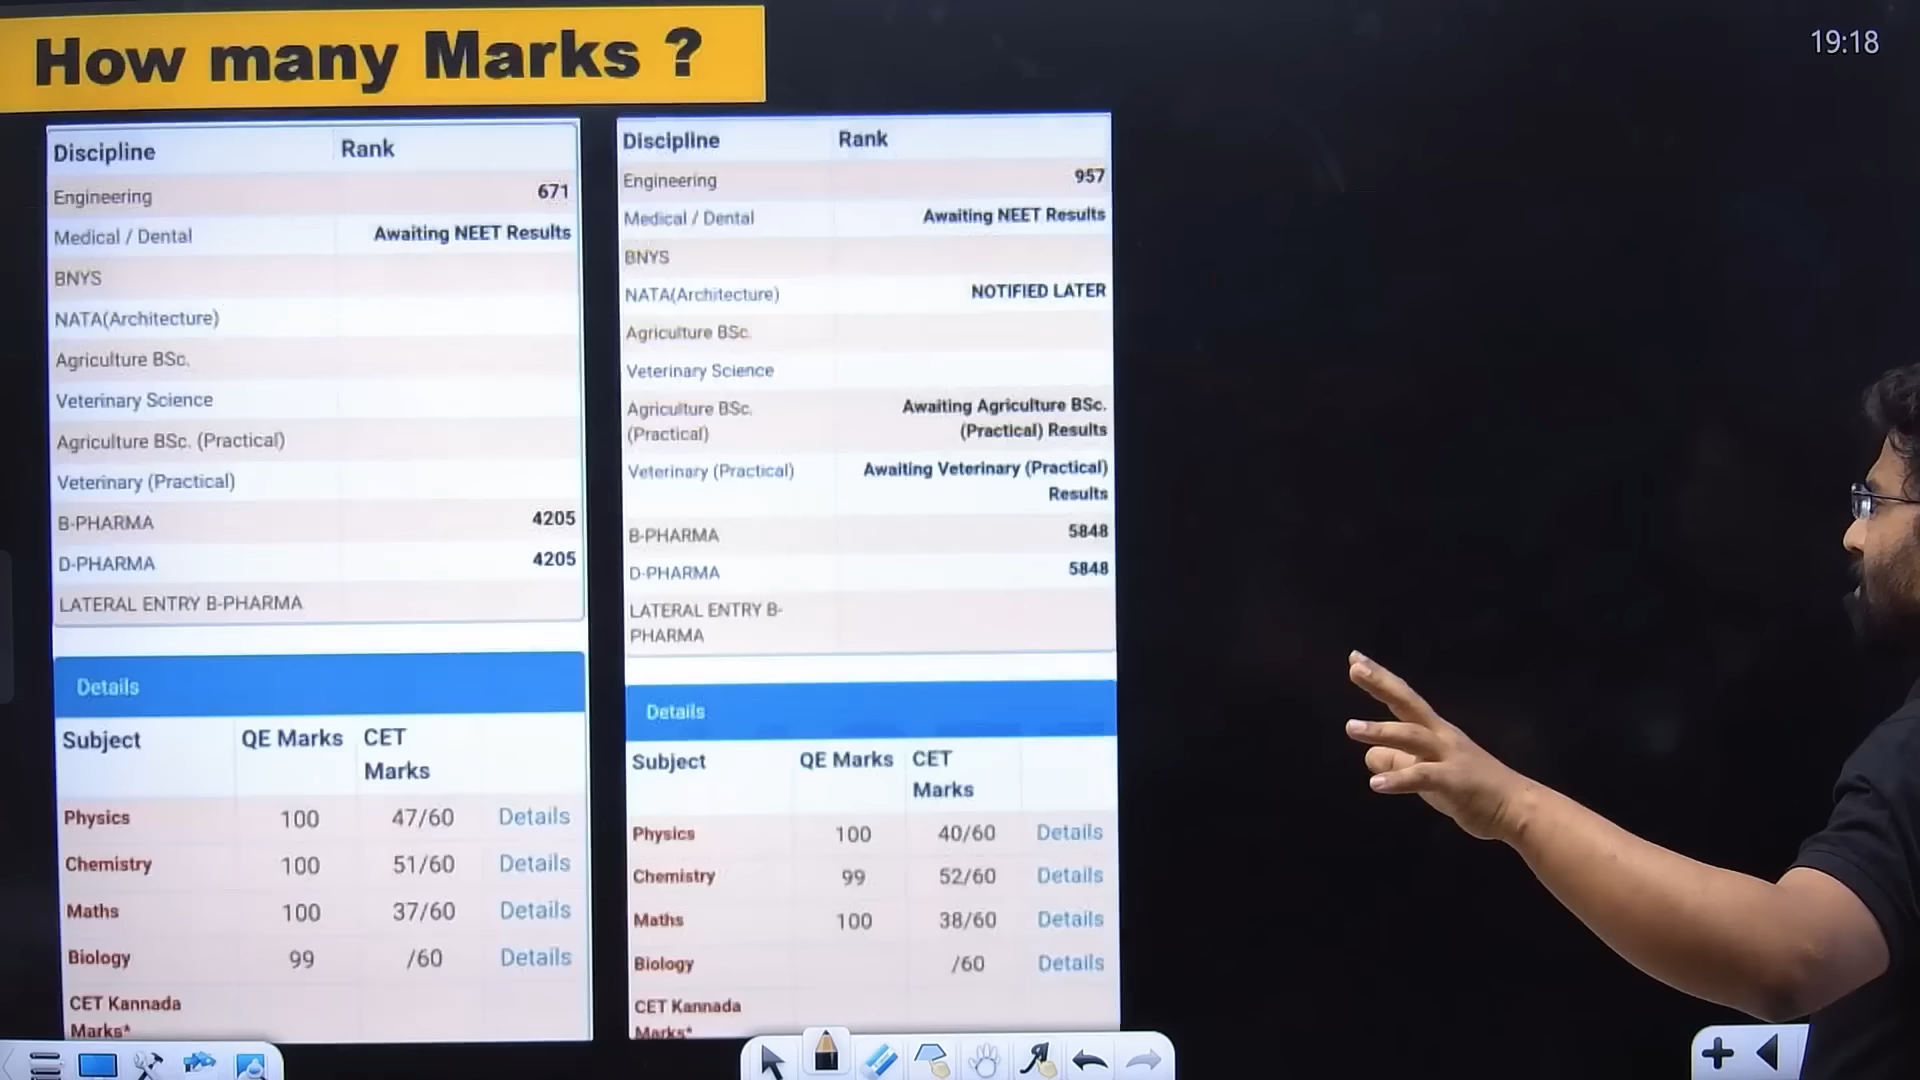 How many Marks ?
19:18
Discipline Rank
Engineering 671
Medical / Dental Awaiting NEET Results
BNYS
NATA(Architecture)
Agriculture BSc.
Veterinary Science
Agriculture BSc. (Practical)
Veterinary (Practical)
B-PHARMA 4205
D-PHARMA 4205
LATERAL ENTRY B-PHARMA
Details
Subject QE Marks CET
Marks
Physics 100 47/60 Details
Chemistry 100 51/60 Details
Maths 100 37/60 Details
Biology 99 /60 Details
CET Kannada
Marks*
Discipline Rank
Engineering 957
Medical / Dental Awaiting NEET Results
BNYS
NATA(Architecture) NOTIFIED LATER
Agriculture BSc.
Veterinary Science
Agriculture BSc. Awaiting Agriculture BSc.
(Practical) (Practical) Results
Veterinary (Practical) Awaiting Veterinary (Practical)
Results
B-PHARMA 5848
D-PHARMA 5848
LATERAL ENTRY B-
PHARMA
Details
Subject QE Marks CET
Marks
Physics 100 40/60 Details
Chemistry 99 52/60 Details
Maths 100 38/60 Details
Biology /60 Details
CET Kannada
Marks*